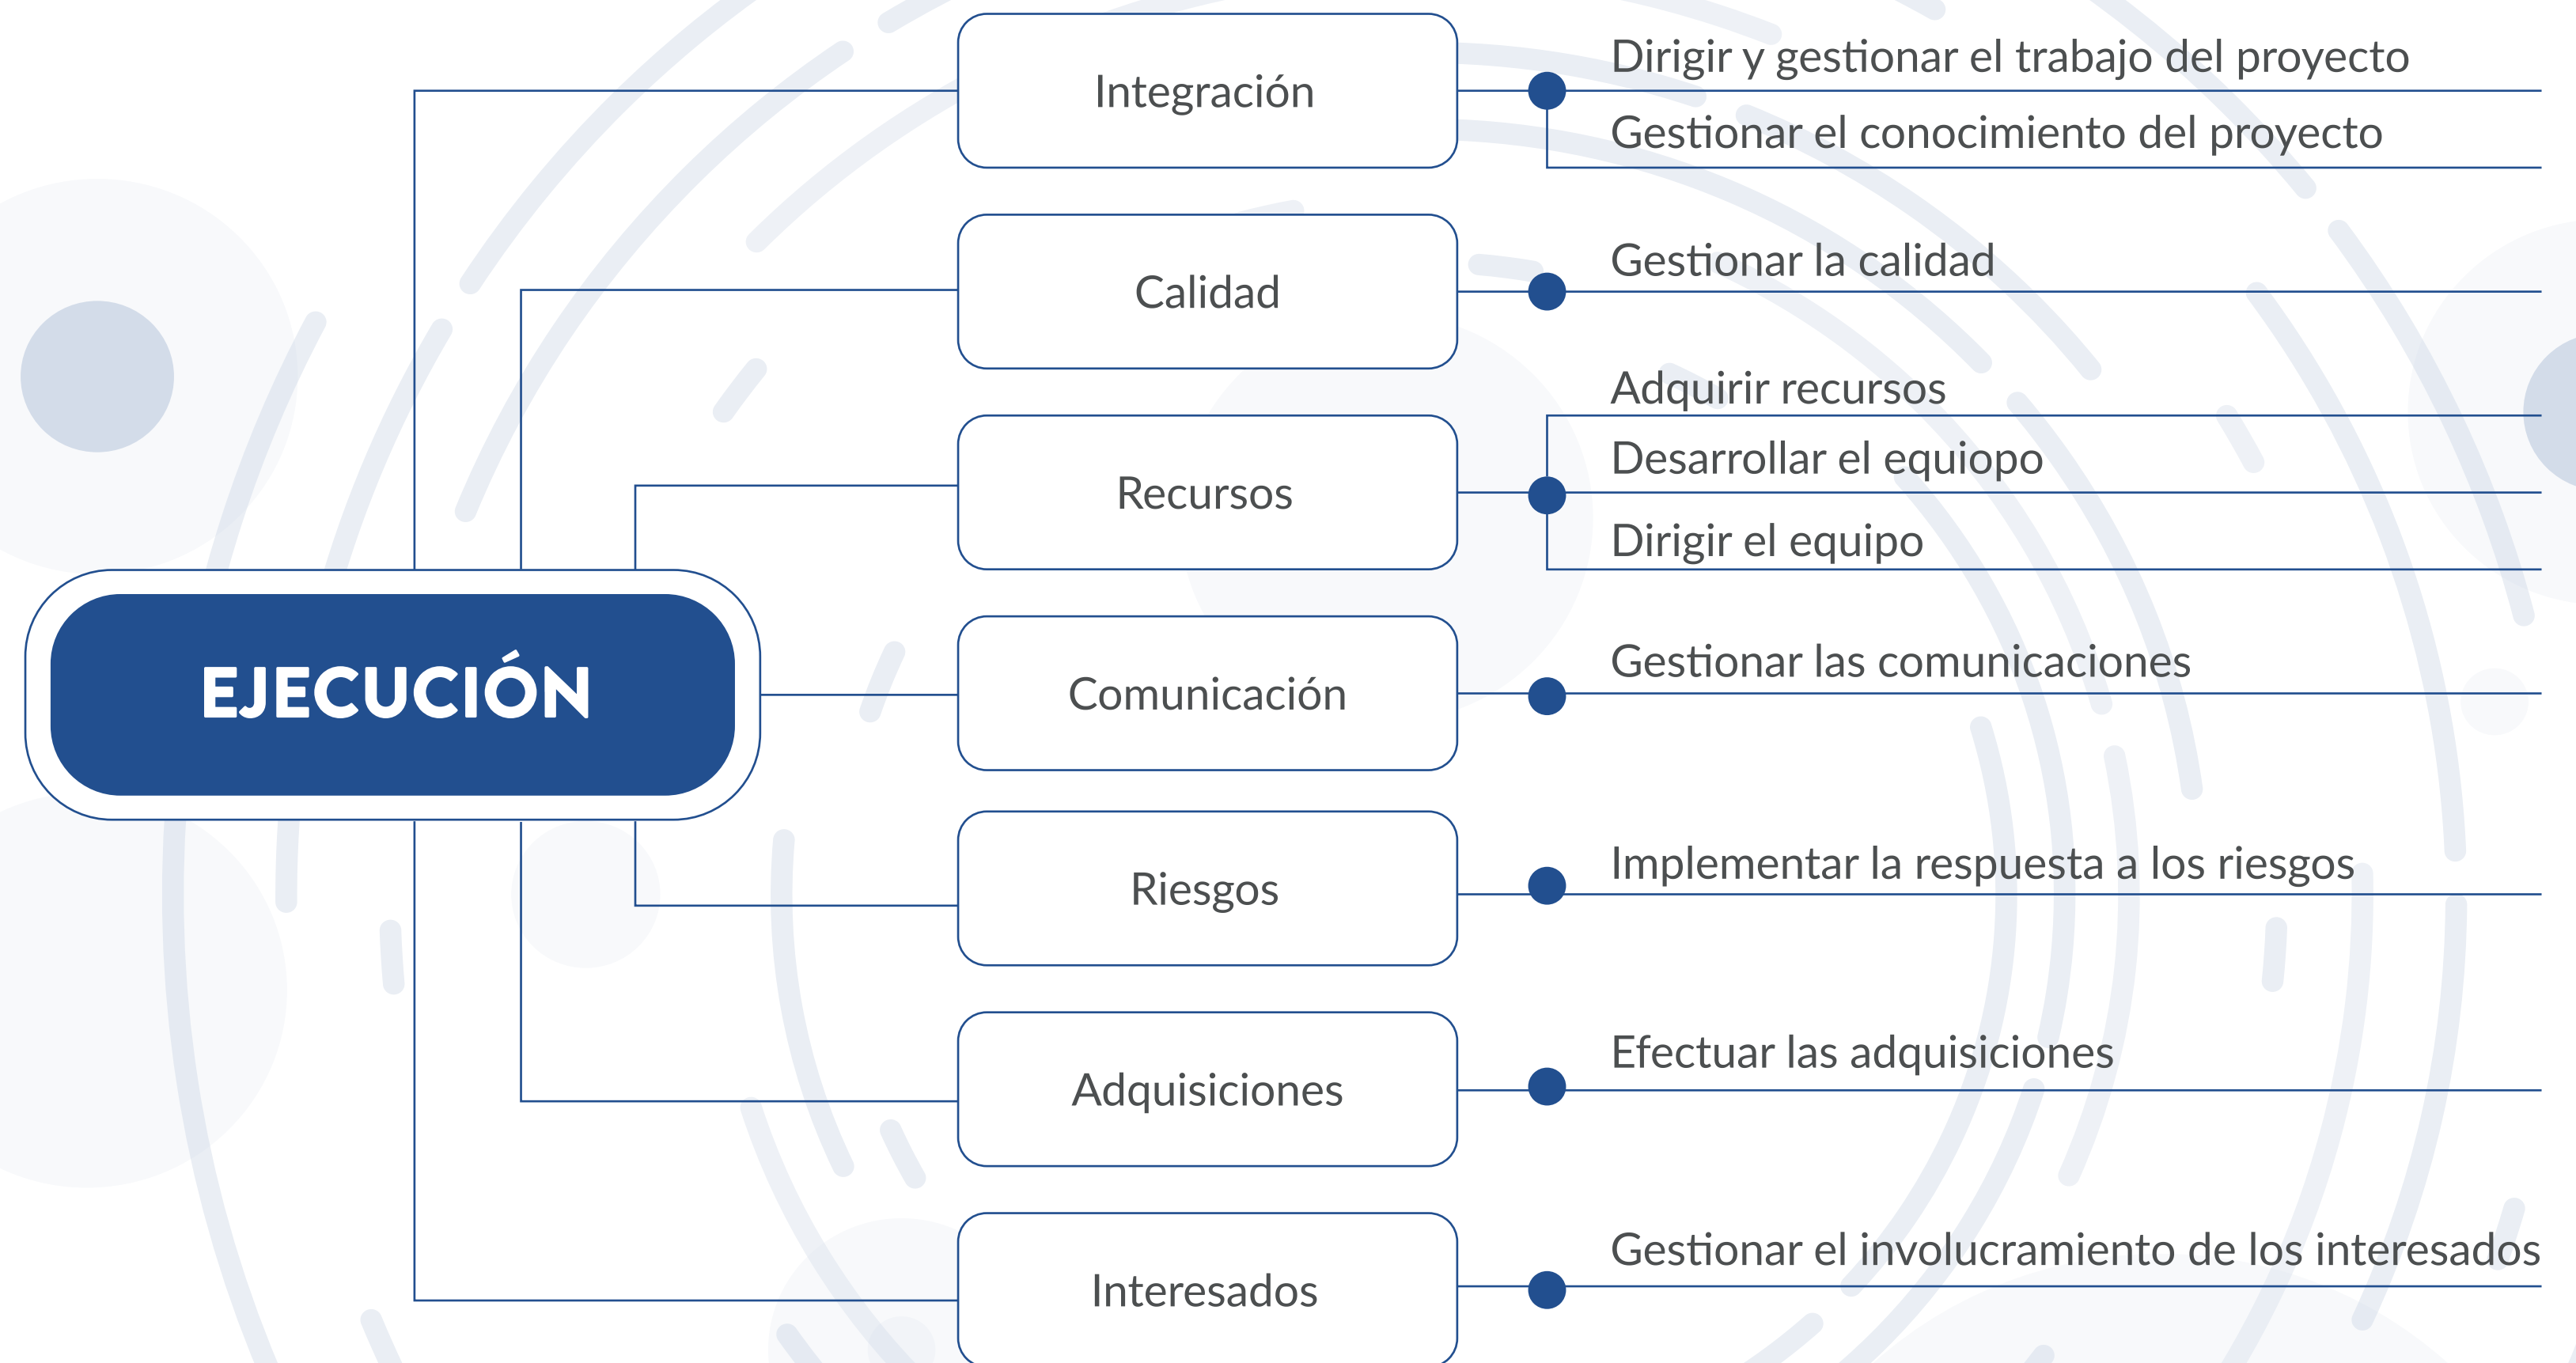 EJECUCIÓN
Integración
Dirigir y gestionar el trabajo del proyecto
Gestionar el conocimiento del proyecto
Calidad
Gestionar la calidad
Recursos
Adquirir recursos
Desarrollar el equiopo
Dirigir el equipo
Comunicación
Gestionar las comunicaciones
Riesgos
Implementar la respuesta a los riesgos
Adquisiciones
Efectuar las adquisiciones
Interesados
Gestionar el involucramiento de los interesados